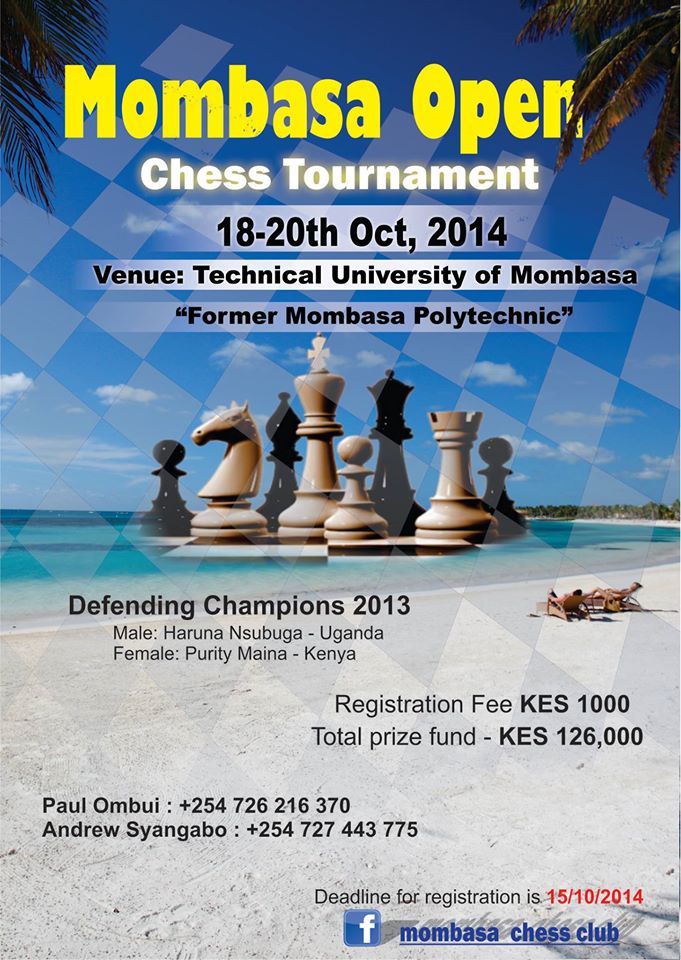 Mombasa Open
Chess Tournament
18-20th Oct, 2014
Venue: Technical University of Mombasa
“Former Mombasa Polytechnic”
Defending Champions 2013
Male: Haruna Nsubuga - Uganda
Female: Purity Maina - Kenya
Registration Fee KES 1000
Total prize fund - KES 126,000
Paul Ombui : +254 726 216 370
Andrew Syangabo : +254 727 443 775
Deadline for registration is 15/10/2014
f mombasa chess club